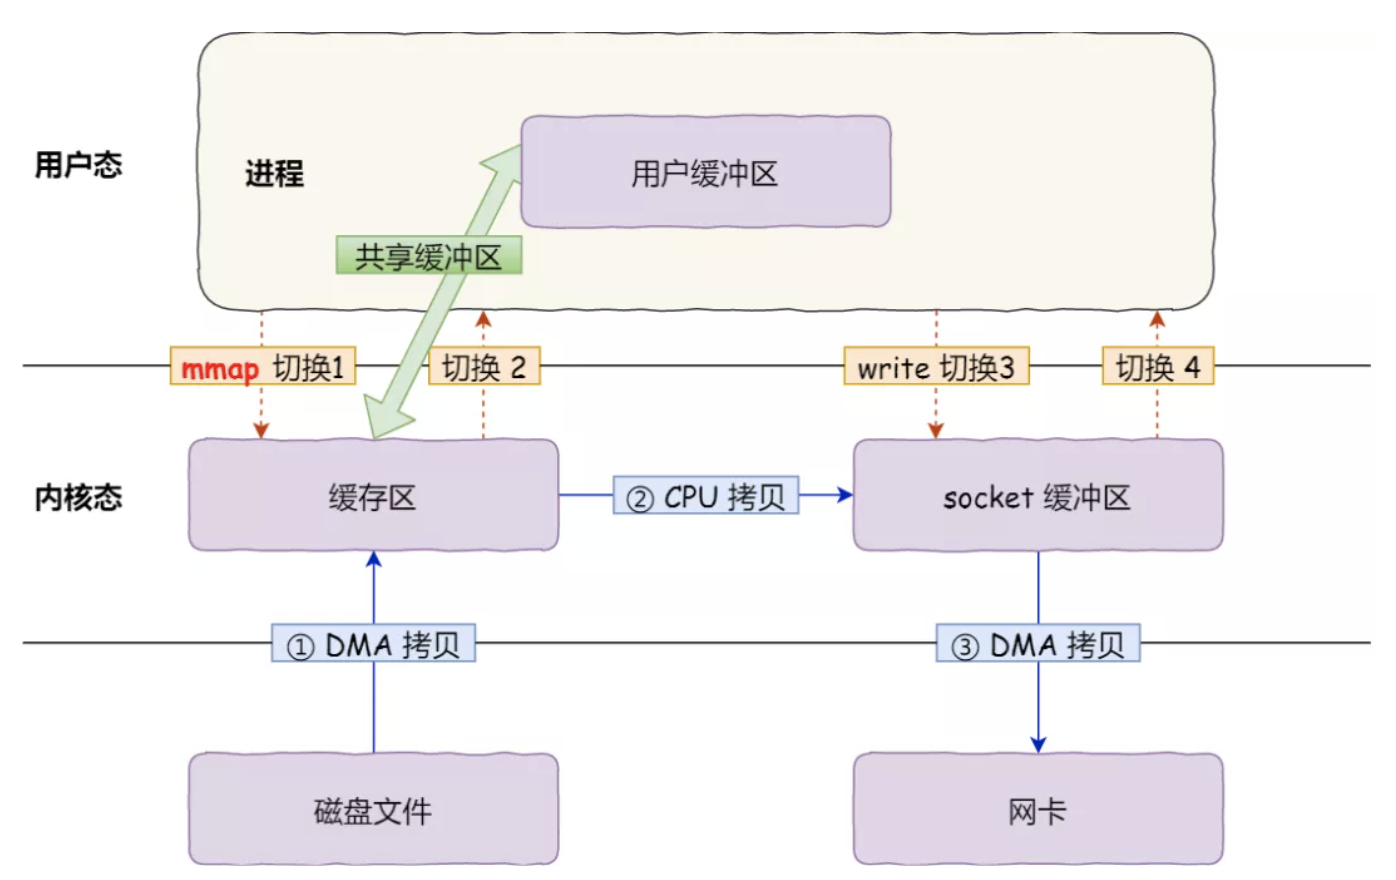 用户态
进程
用户缓冲区
共享缓冲区
mmap 切换1
切换 2
write 切换3
切换 4
内核态
缓存区
② CPU 拷贝
socket 缓冲区
① DMA 拷贝
③ DMA 拷贝
磁盘文件
网卡